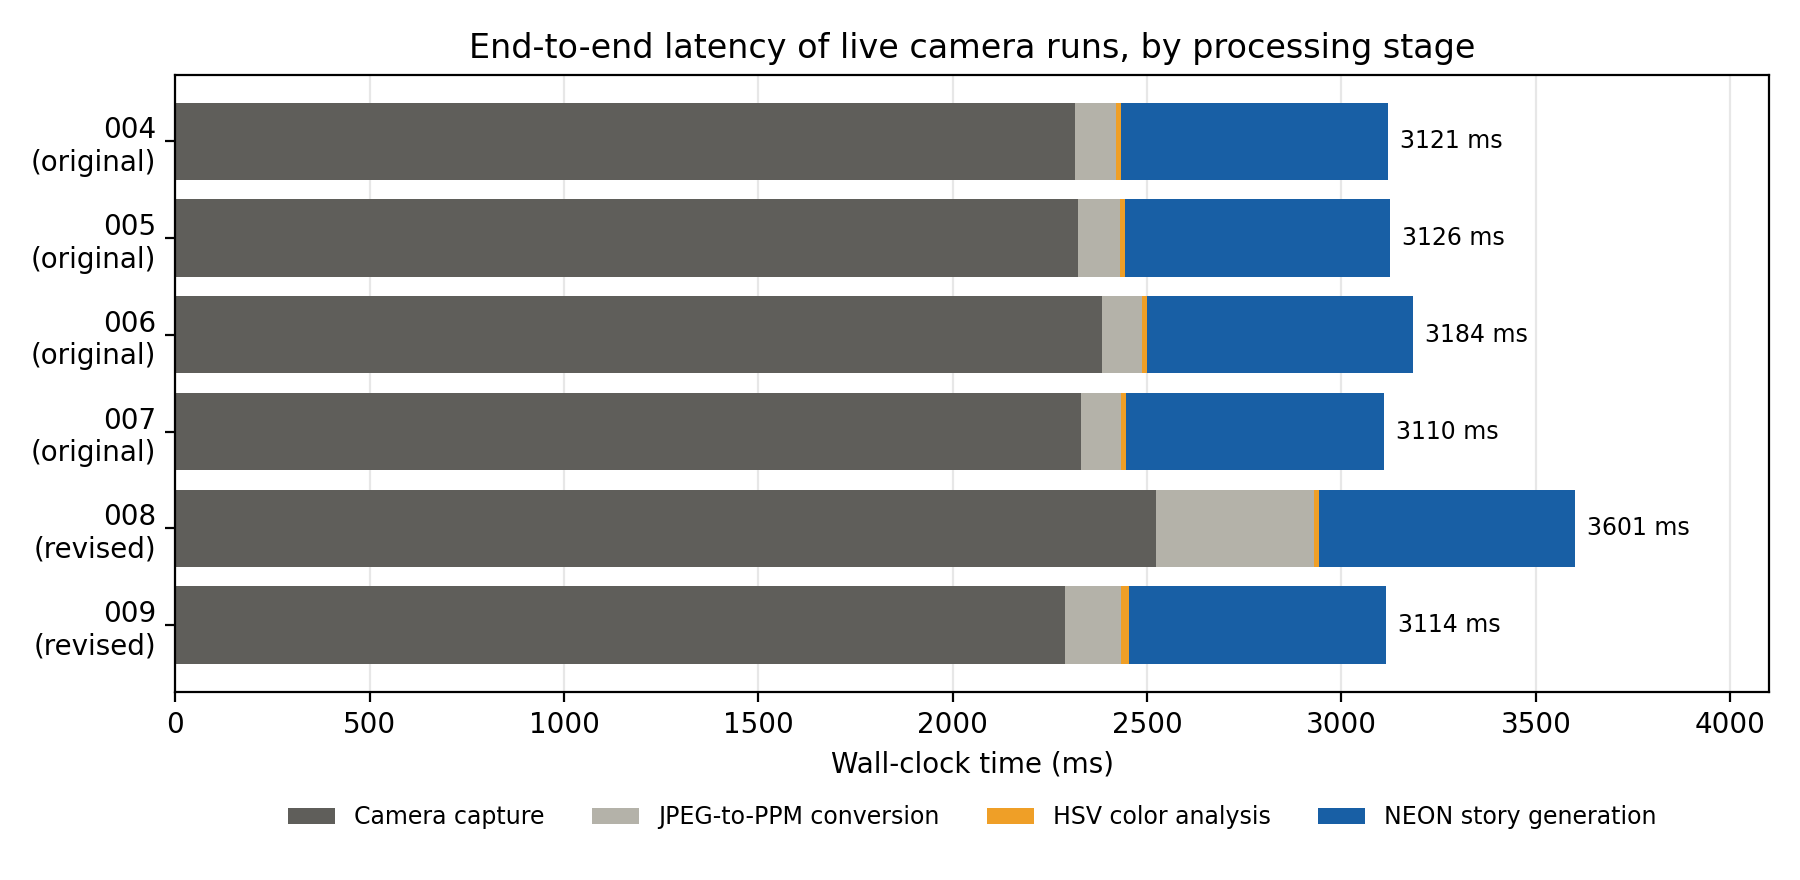 End-to-end latency of live camera runs, by processing stage
004
(original)
3121 ms
005
(original)
3126 ms
006
(original)
3184 ms
007
(original)
3110 ms
008
(revised)
3601 ms
009
(revised)
3114 ms
0 500 1000 1500 2000 2500 3000 3500 4000
Wall-clock time (ms)
Camera capture JPEG-to-PPM conversion HSV color analysis NEON story generation